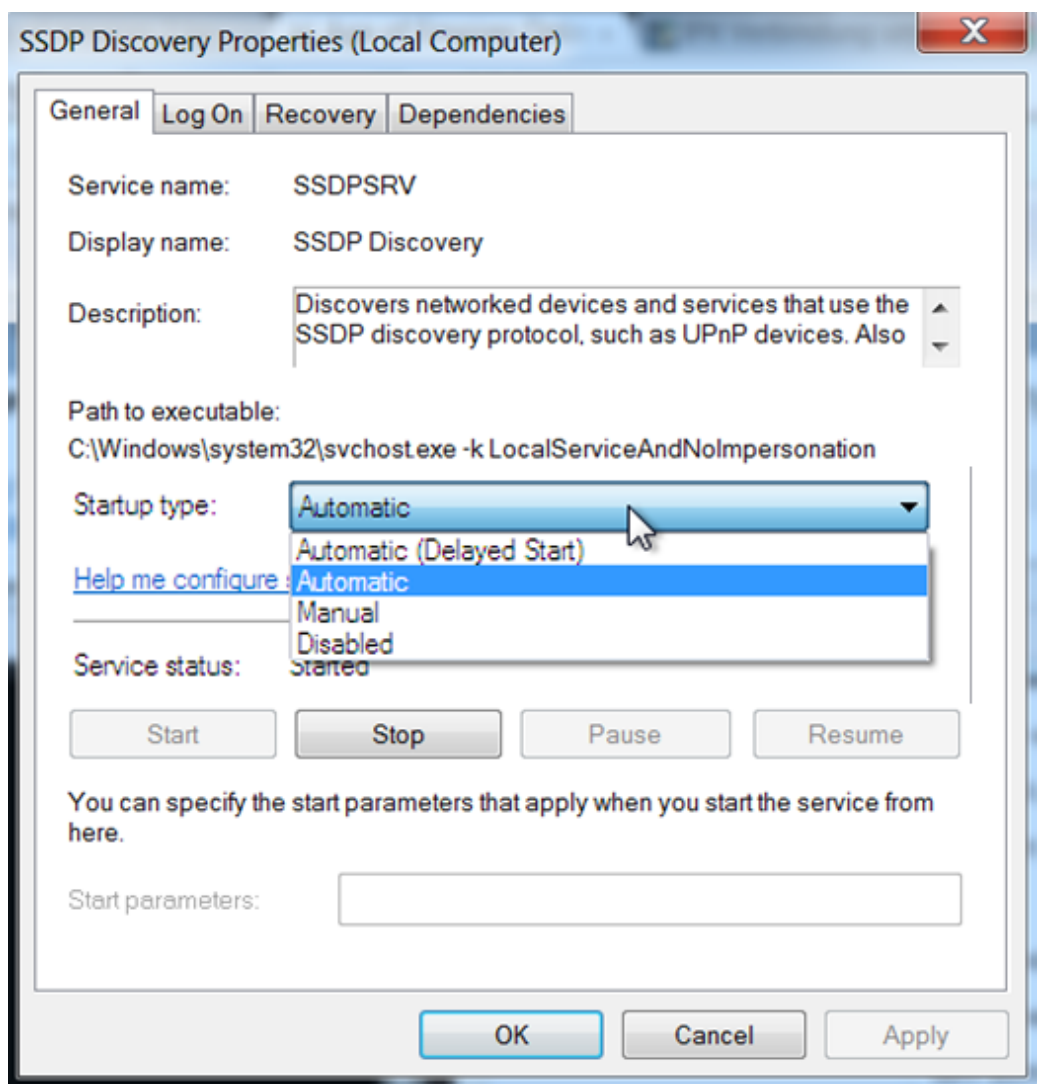 SSDP Discovery Properties (Local Computer)
General Log On Recovery Dependencies
Service name: SSDPSRV
Display name: SSDP Discovery
Description: Discovers networked devices and services that use the
SSDP discovery protocol, such as UPnP devices. Also
Path to executable:
C:\Windows\system32\svchost.exe -k LocalServiceAndNoImpersonation
Startup type: Automatic
Automatic (Delayed Start)
Help me configure Automatic
Manual
Disabled
Service status: Started
Start Stop Pause Resume
You can specify the start parameters that apply when you start the service from
here.
Start parameters:
OK Cancel Apply